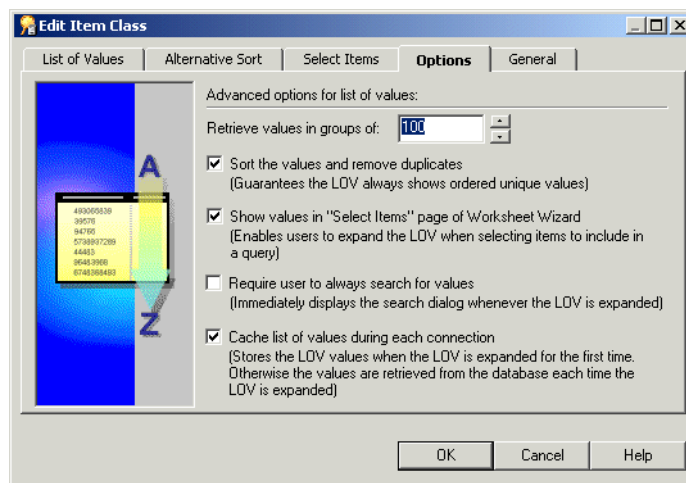 Edit Item Class
List of Values
Alternative Sort
Select Items
Options
General
Advanced options for list of values:
Retrieve values in groups of:
100
Sort the values and remove duplicates
(Guarantees the LOV always shows ordered unique values)
Show values in "Select Items" page of Worksheet Wizard
(Enables users to expand the LOV when selecting items to include in
a query)
Require user to always search for values
(Immediately displays the search dialog whenever the LOV is expanded)
Cache list of values during each connection
(Stores the LOV values when the LOV is expanded for the first time.
Otherwise the values are retrieved from the database each time the
LOV is expanded)
A
39576
94766
44483
Z
OK
Cancel
Help